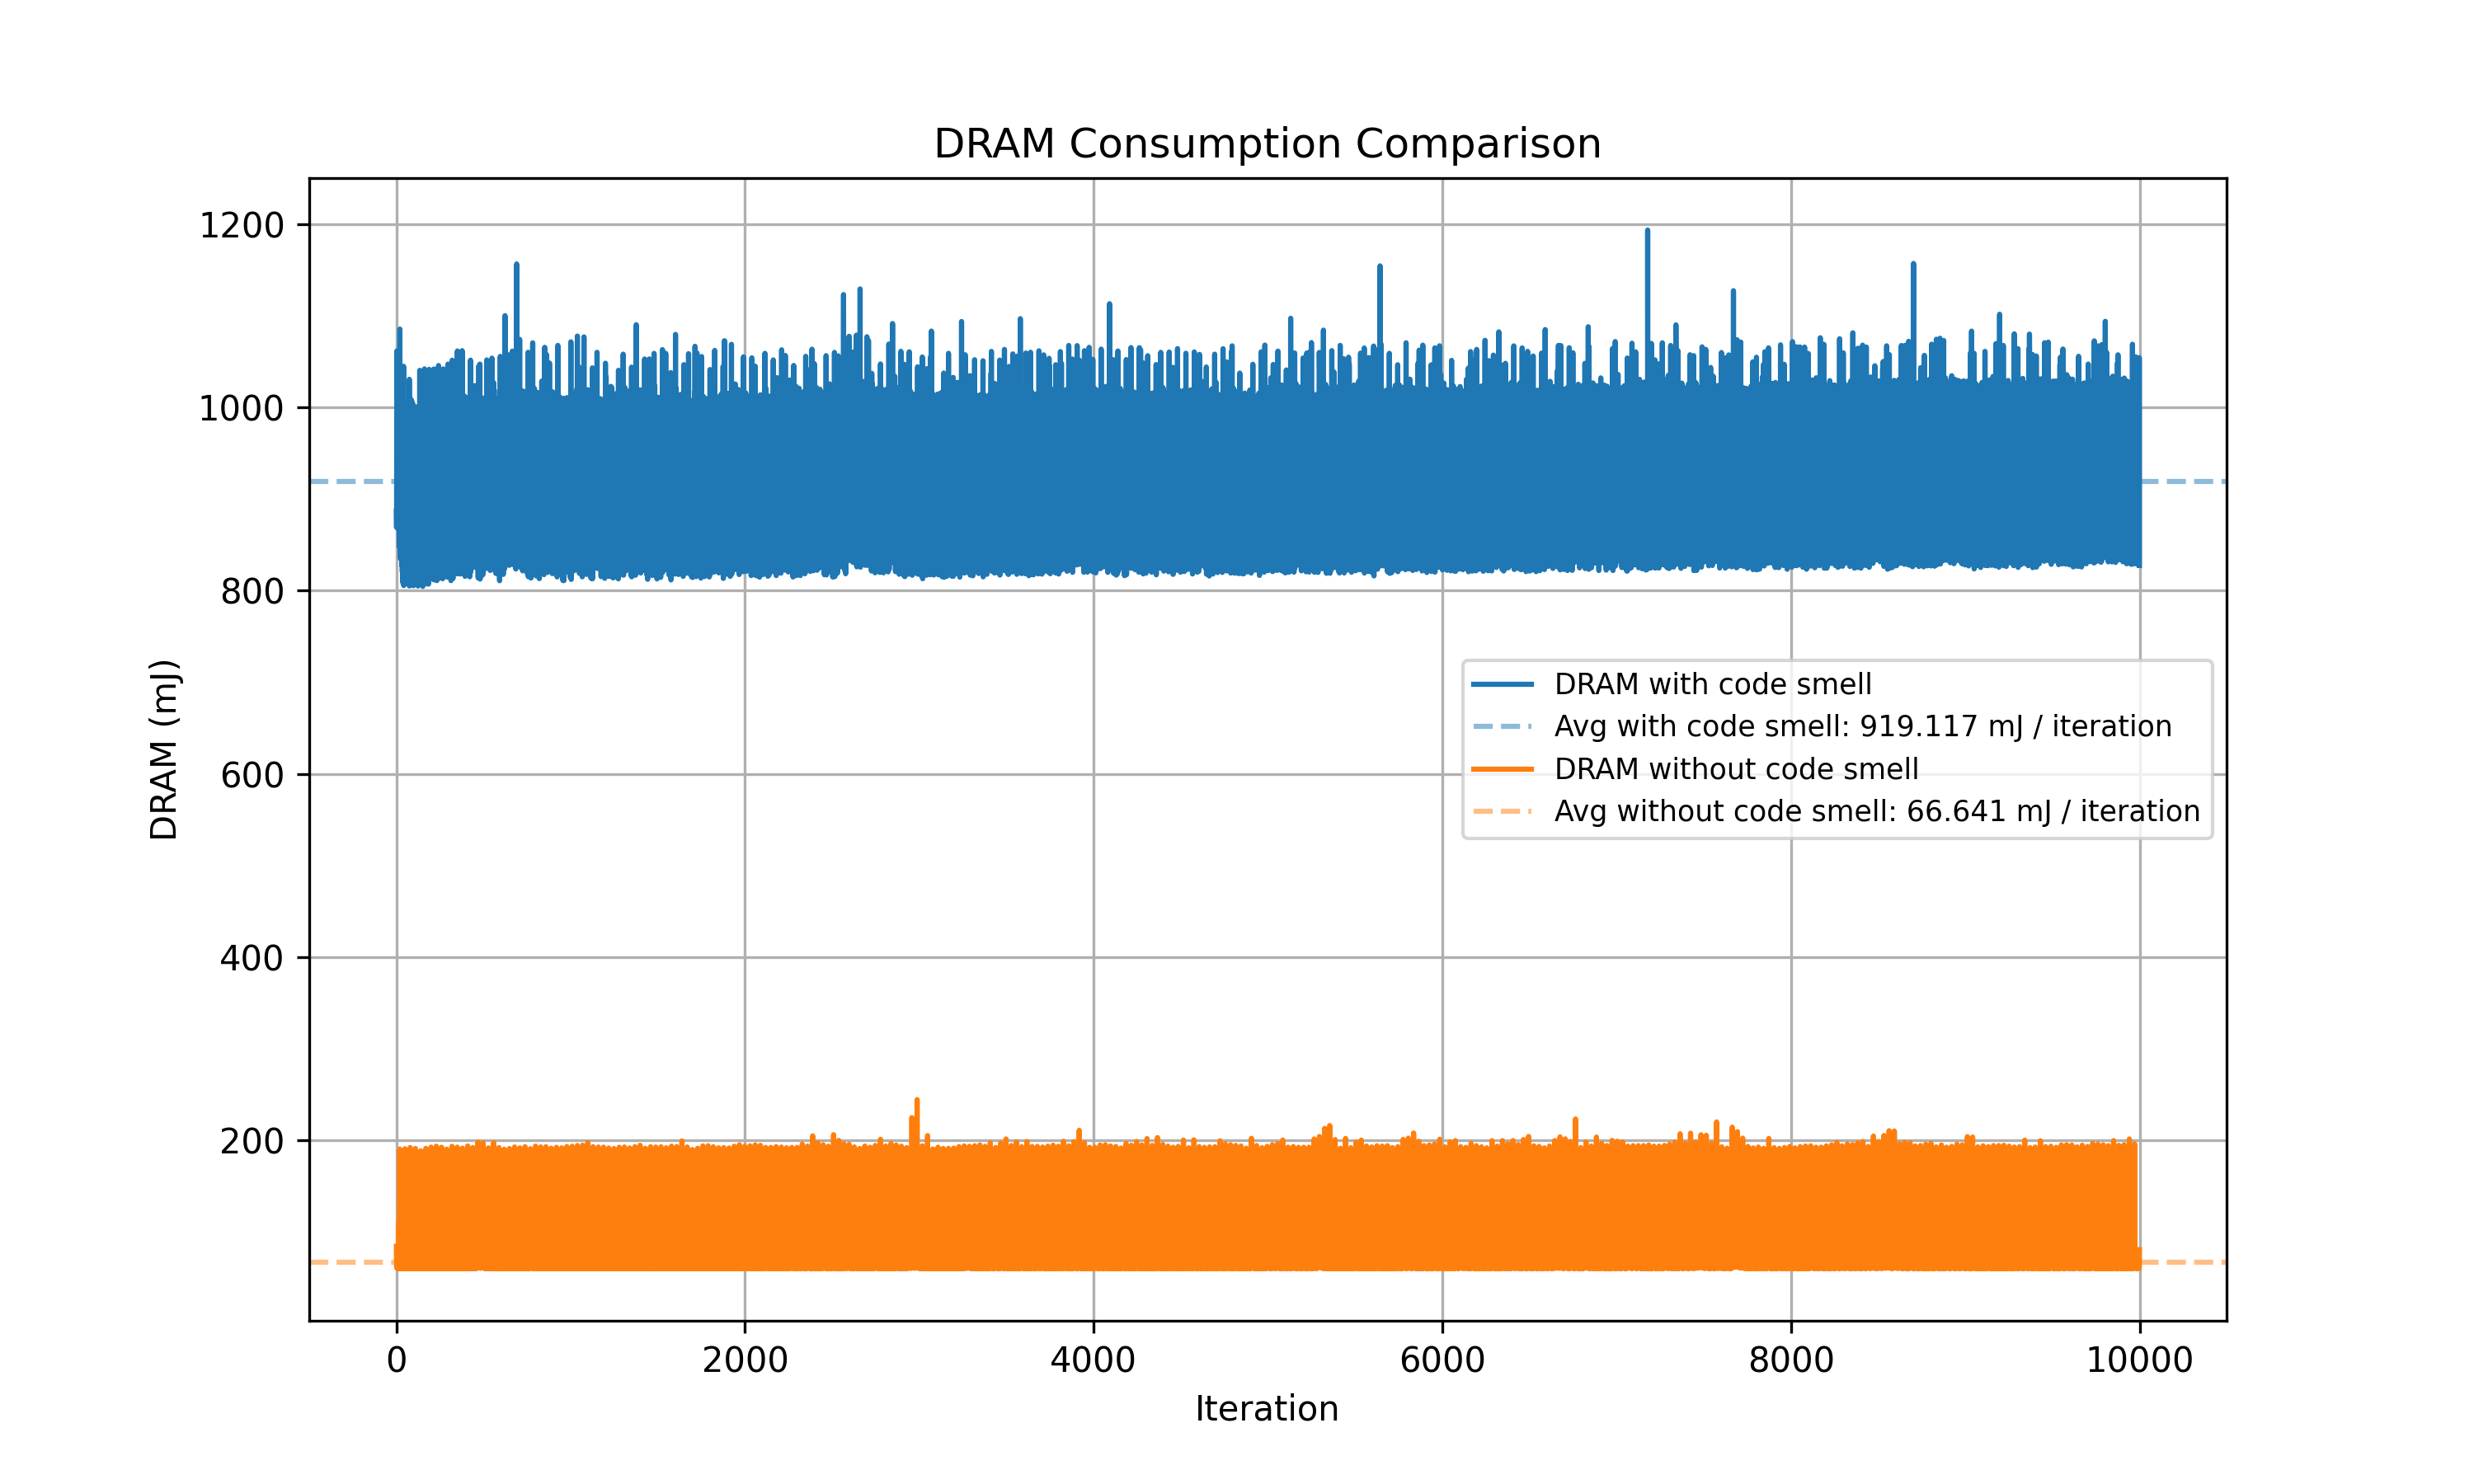 DRAM Consumption Comparison
1200
1000
800
600
400
200
DRAM (mJ)
DRAM with code smell
Avg with code smell: 919.117 mJ / iteration
DRAM without code smell
Avg without code smell: 66.641 mJ / iteration
0 2000 4000 6000 8000 10000
Iteration